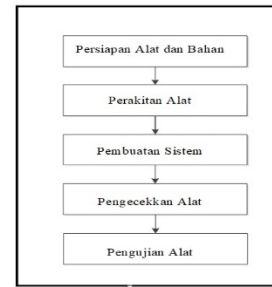 Persiapan Alat dan Bahan
Perakitan Alat
Pembuatan Sistem
Pengecekkan Alat
Pengujian Alat